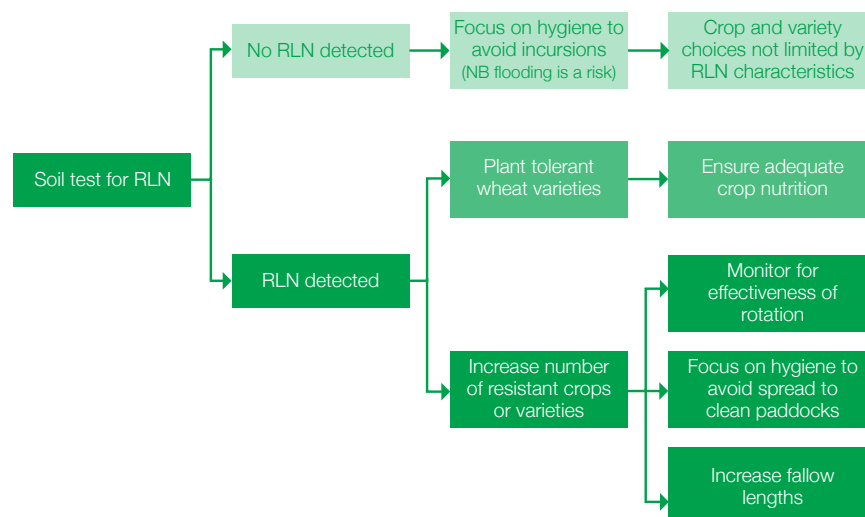 No RLN detected
Focus on hygiene to
avoid incursions
(NB flooding is a risk)
Crop and variety
choices not limited by
RLN characteristics
Soil test for RLN
Plant tolerant
wheat varieties
Ensure adequate
crop nutrition
RLN detected
Monitor for
effectiveness of
rotation
Increase number
of resistant crops
or varieties
Focus on hygiene to
avoid spread to
clean paddocks
Increase fallow
lengths